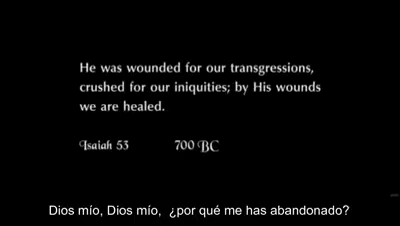 He was wounded for our transgressions,
crushed for our iniquities; by His wounds
we are healed.
Isaiah 53 700 BC
Dios mío, Dios mío, ¿por qué me has abandonado?